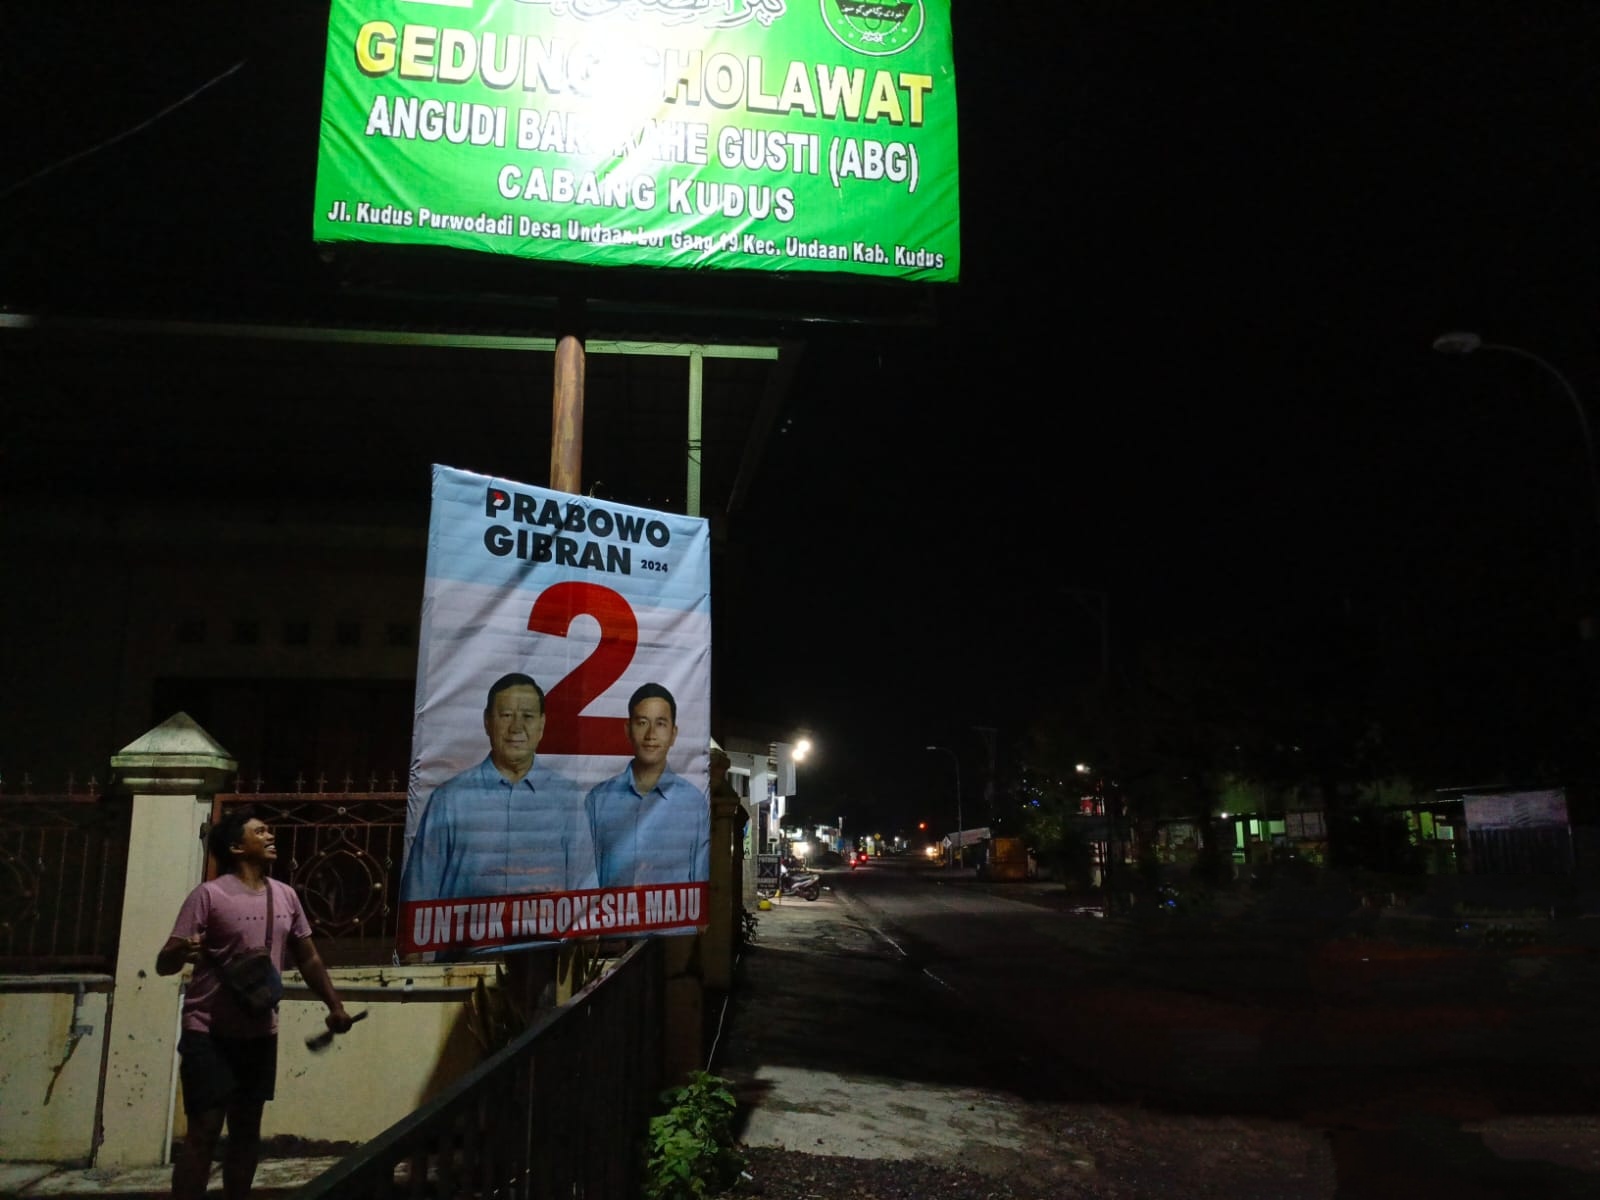 GEDUNG SHOLAWAT
ANGUDI BAROKAHE GUSTI (ABG)
CABANG KUDUS
Jl. Kudus Purwodadi Desa Undaan Lor Gang 19 Kec. Undaan Kab. Kudus
PRABOWO
GIBRAN 2024
2
UNTUK INDONESIA MAJU